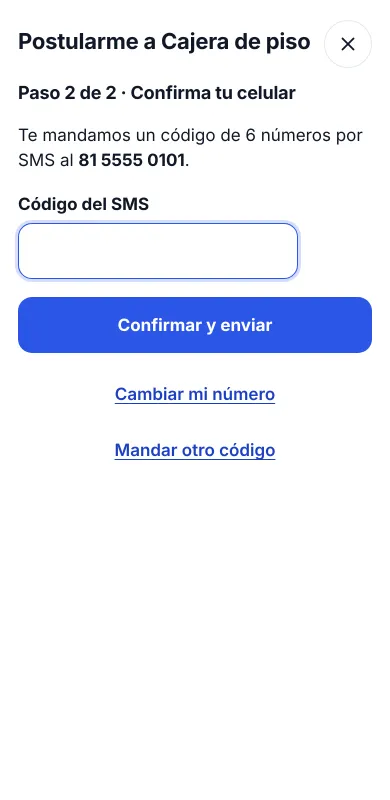 Postularme a Cajera de piso
Paso 2 de 2 · Confirma tu celular
Te mandamos un código de 6 números por
SMS al 81 5555 0101.
Código del SMS
Confirmar y enviar
Cambiar mi número
Mandar otro código